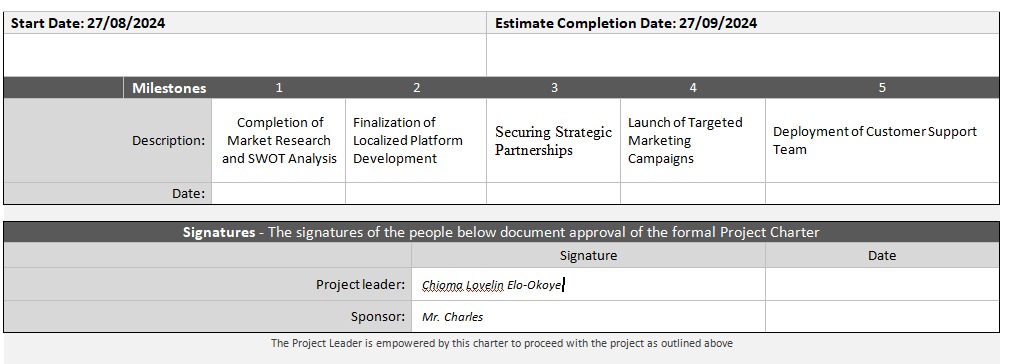 Start Date: 27/08/2024 Estimate Completion Date: 27/09/2024
Milestones 1 2 3 4 5
Description:
Completion of
Market Research
and SWOT Analysis
Finalization of
Localized Platform
Development
Securing Strategic
Partnerships
Launch of Targeted
Marketing
Campaigns
Deployment of Customer Support
Team
Date:
Signatures - The signatures of the people below document approval of the formal Project Charter
Signature Date
Project leader: Chioma Lovelin Elo-Okoye
Sponsor: Mr. Charles
The Project Leader is empowered by this charter to proceed with the project as outlined above